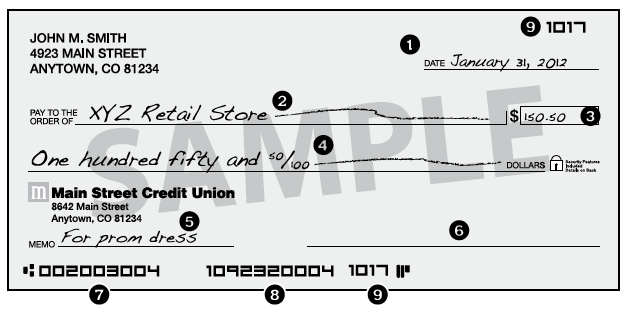 9 1017
JOHN M. SMITH
4923 MAIN STREET
ANYTOWN, CO 81234
1
DATE January 31, 2012
2
PAY TO THE ORDER OF XYZ Retail Store $ 150.50 3
4
One hundred fifty and 50/100 DOLLARS Security Features Included Details on Back
SAMPLE
m Main Street Credit Union
8642 Main Street
Anytown, CO 81234
5
MEMO For prom dress
6
002003004 1092320004 1017
7 8 9